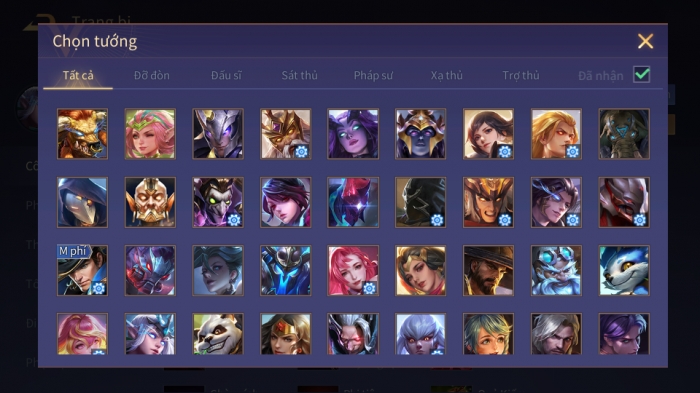 Trang bị
Chọn tướng
Tất cả
Đỡ đòn
Đấu sĩ
Sát thủ
Pháp sư
Xạ thủ
Trợ thủ
Đã nhận
M phí